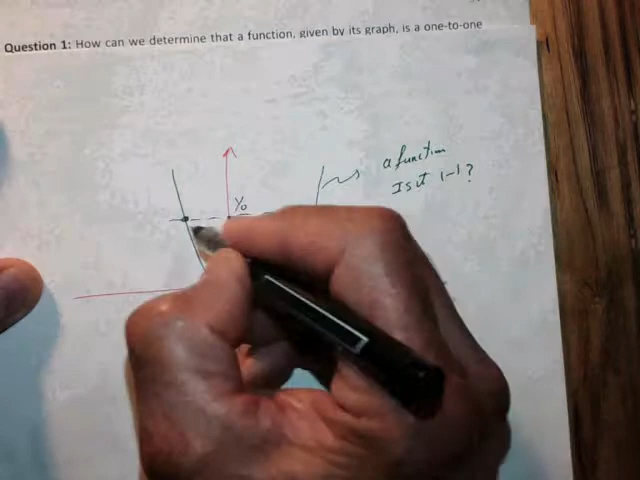 Question 1: How can we determine that a function, given by its graph, is a one-to-one
a function
Is it 1-1?
y₀